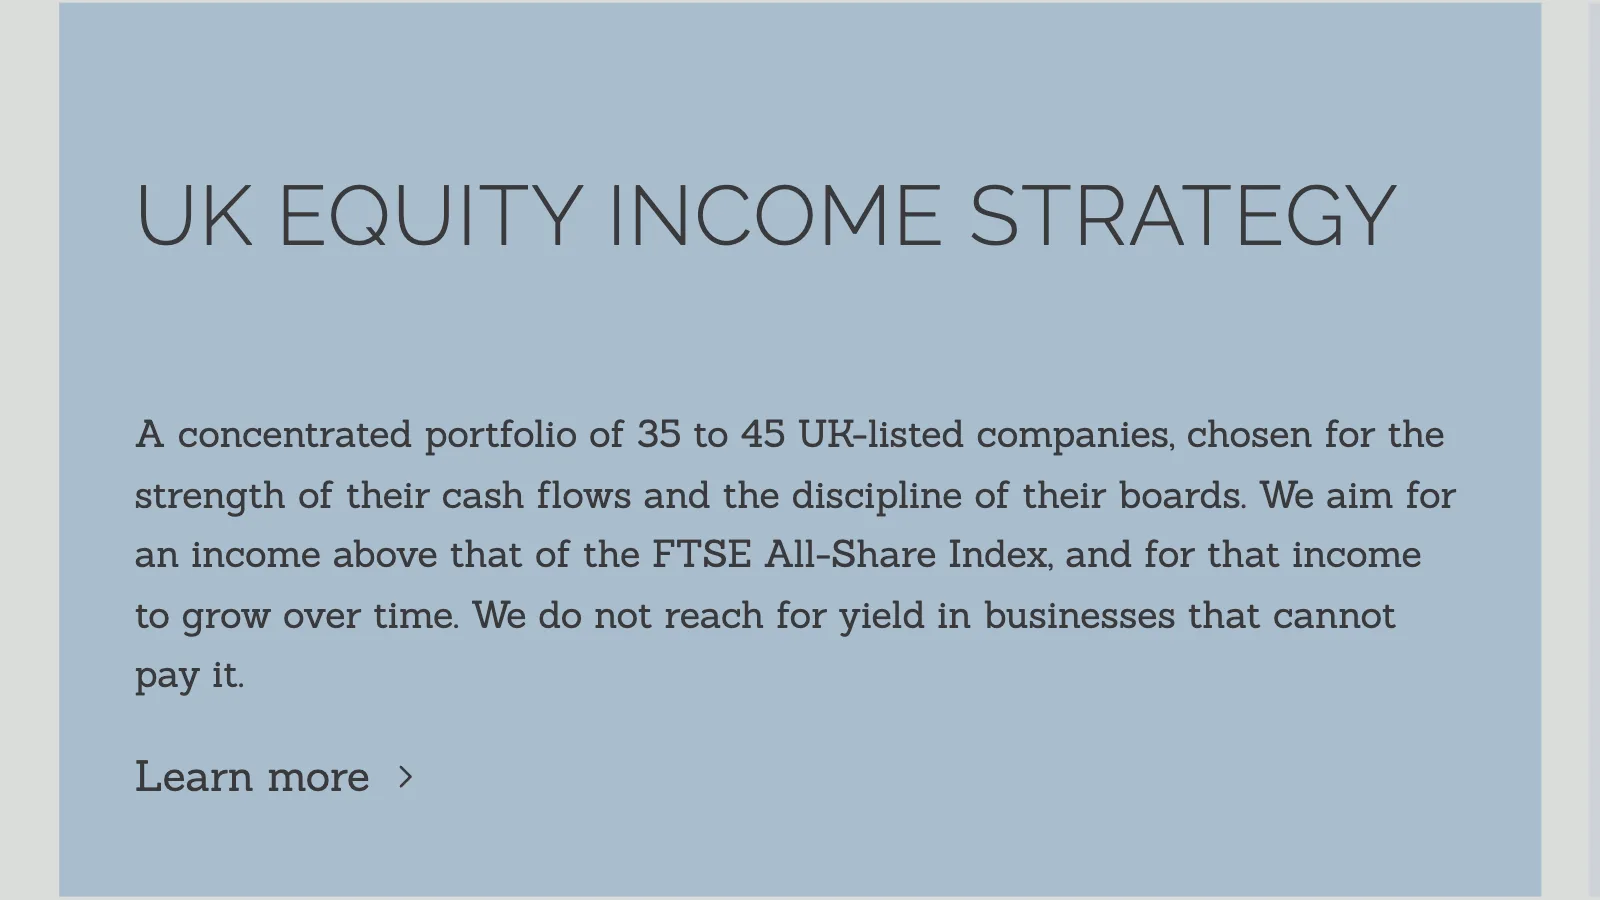 UK EQUITY INCOME STRATEGY
A concentrated portfolio of 35 to 45 UK-listed companies, chosen for the
strength of their cash flows and the discipline of their boards. We aim for
an income above that of the FTSE All-Share Index, and for that income
to grow over time. We do not reach for yield in businesses that cannot
pay it.
Learn more >